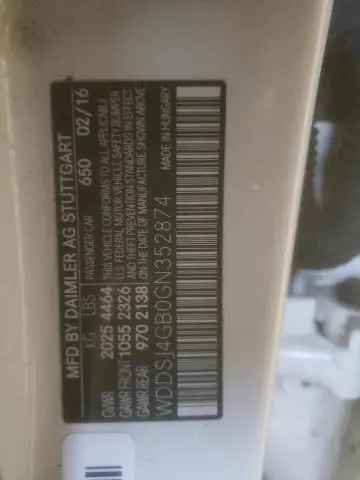 MFD BY DAIMLER AG STUTTGART
KG LBS PASSENGER CAR 650 02/16
GVWR 2025 4464 THIS VEHICLE CONFORMS TO ALL APPLICABLE
GAWR FRONT 1055 2326 U.S. FEDERAL MOTOR VEHICLE SAFETY, BUMPER
AND THEFT PREVENTION STANDARDS IN EFFECT
GAWR REAR 970 2138 ON THE DATE OF MANUFACTURE SHOWN ABOVE
WDDSJ4GB0GN352874 MADE IN HUNGARY